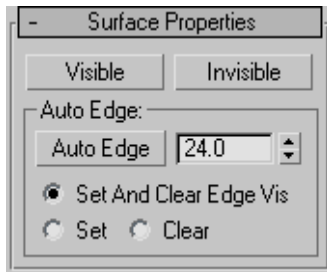 - Surface Properties
Visible Invisible
Auto Edge:
Auto Edge 24.0
Set And Clear Edge Vis
Set Clear